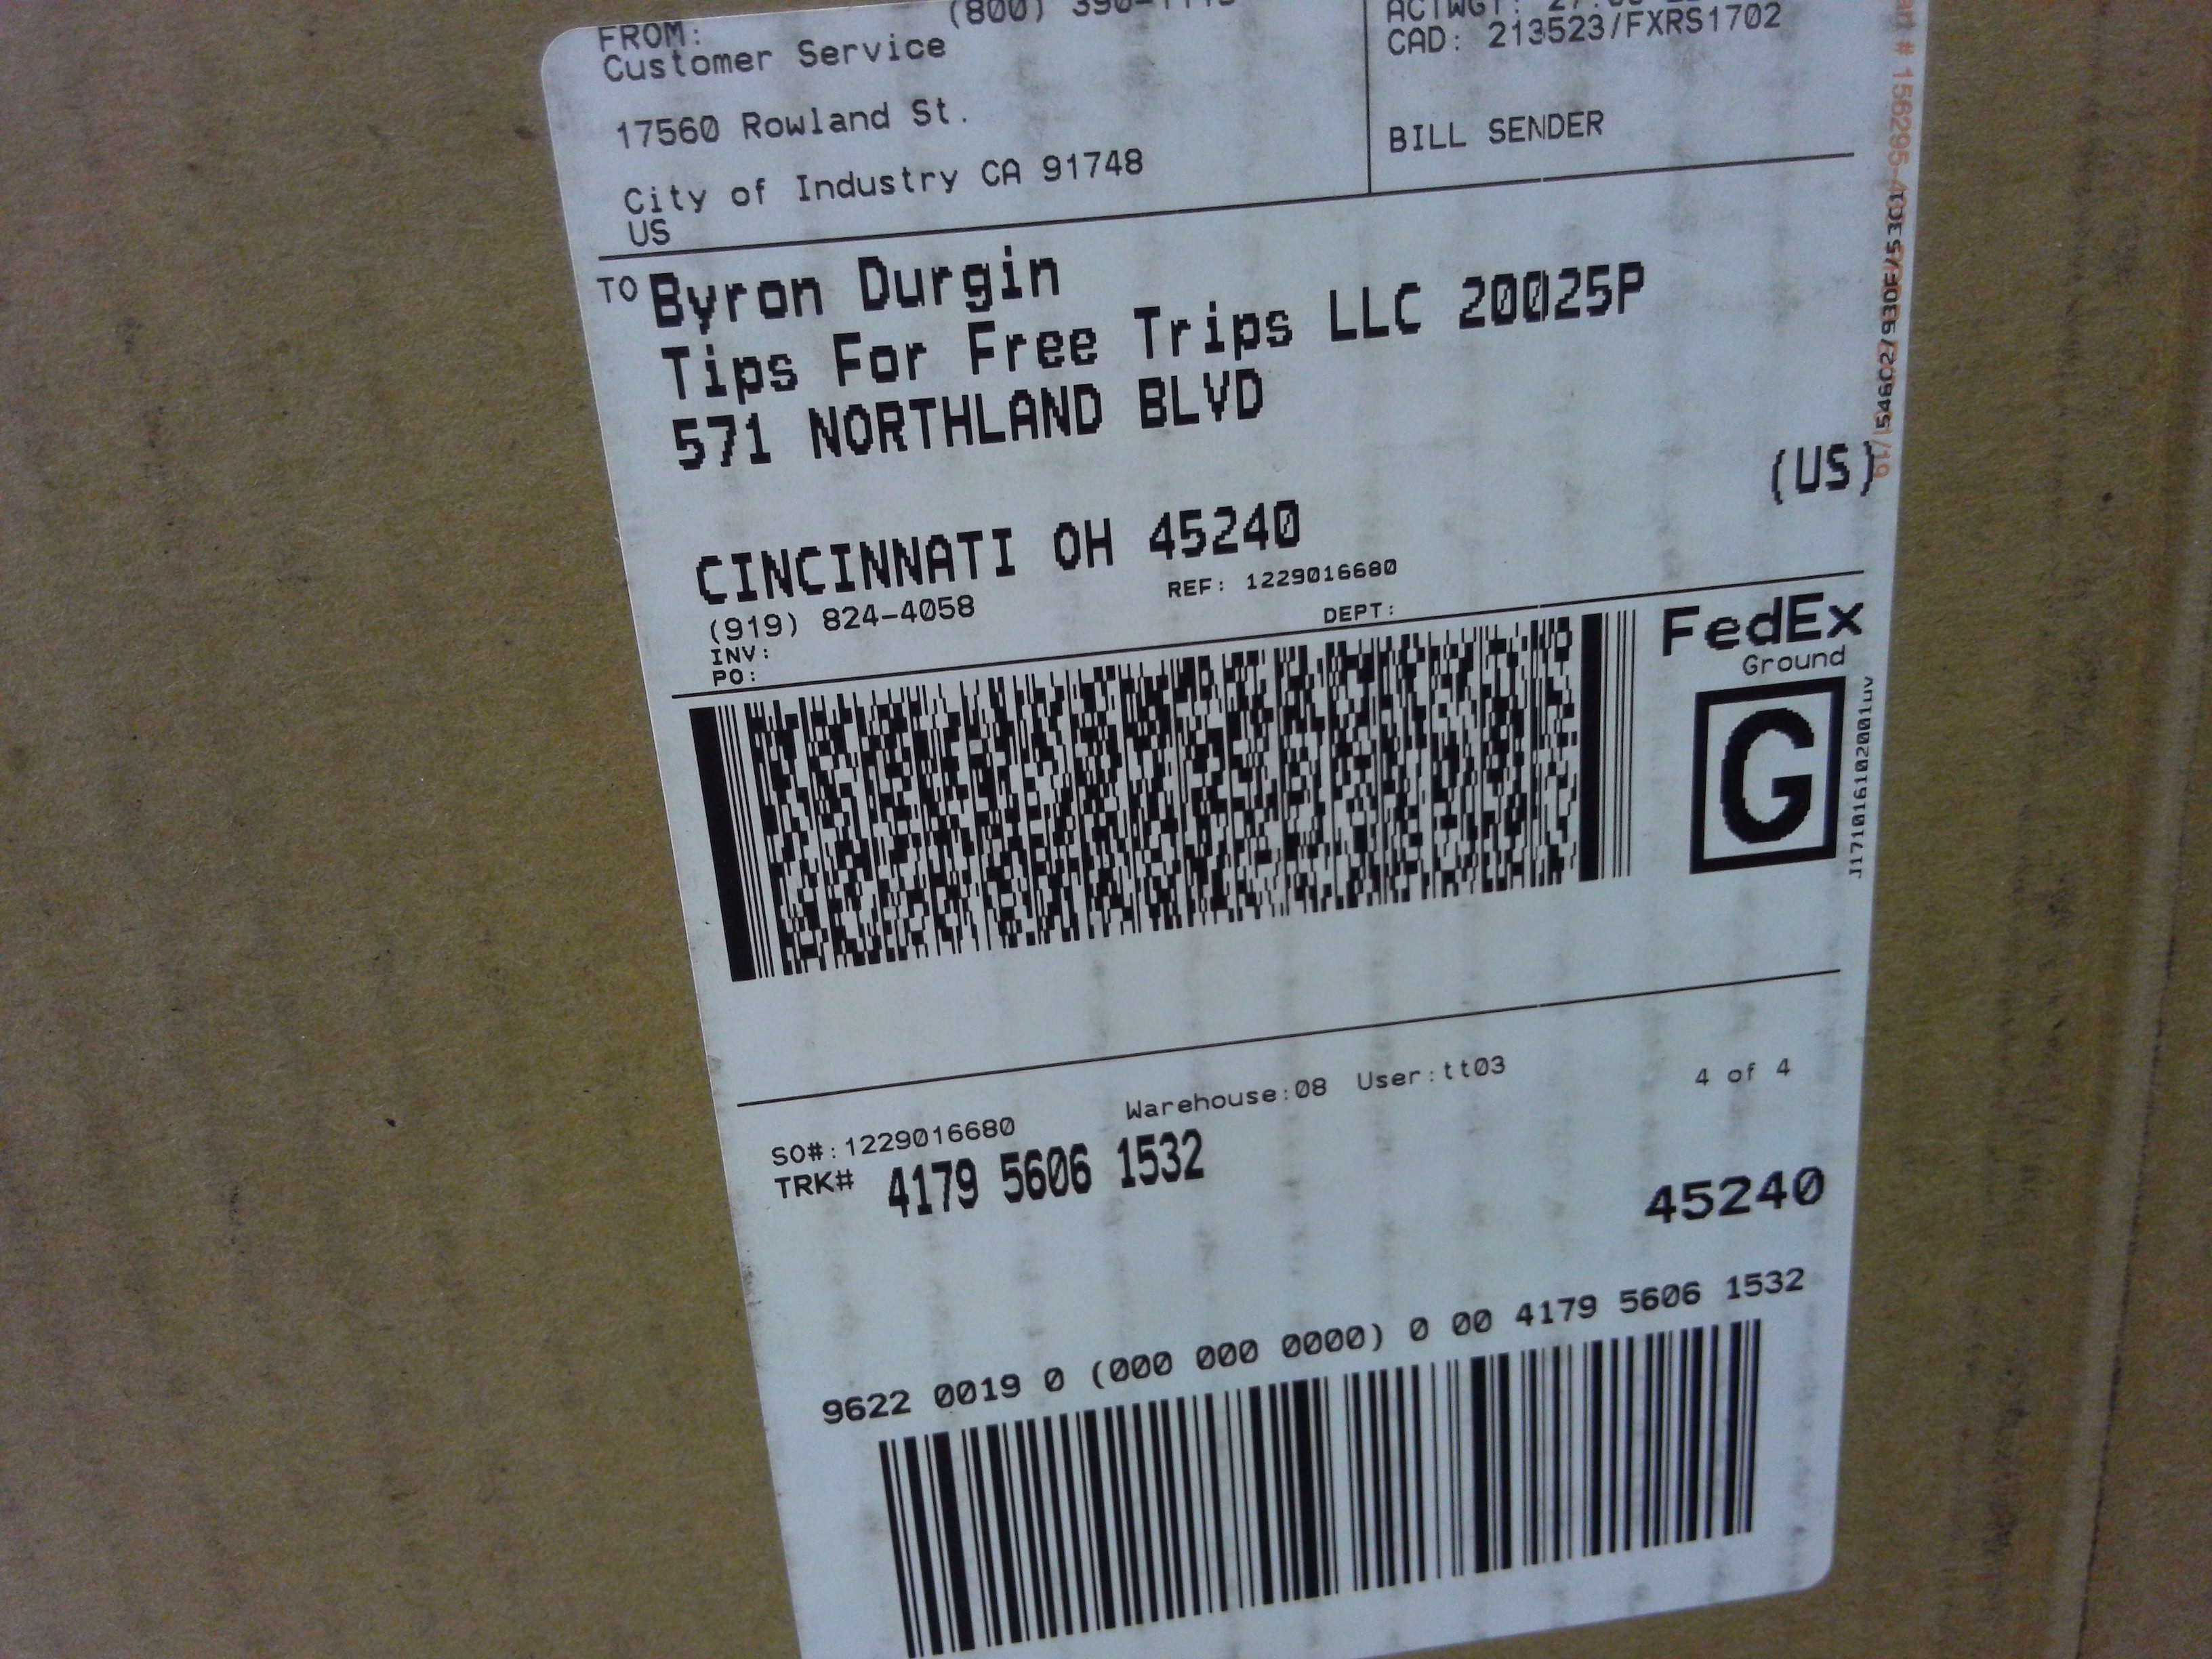 FROM:
(800)
Customer Service
17560 Rowland St.
City of Industry CA 91748
US
CAD: 213523/FXRS1702
BILL SENDER
TO Byron Durgin
Tips For Free Trips LLC 20025P
571 NORTHLAND BLVD
(US)
CINCINNATI OH 45240
(919) 824-4058
REF: 1229016680
INV:
PO:
DEPT:
FedEx
Ground
G
J171016102001uv
SO#:1229016680
Warehouse:08 User:tt03
4 of 4
TRK# 4179 5606 1532
45240
9622 0019 0 (000 000 0000) 0 00 4179 5606 1532